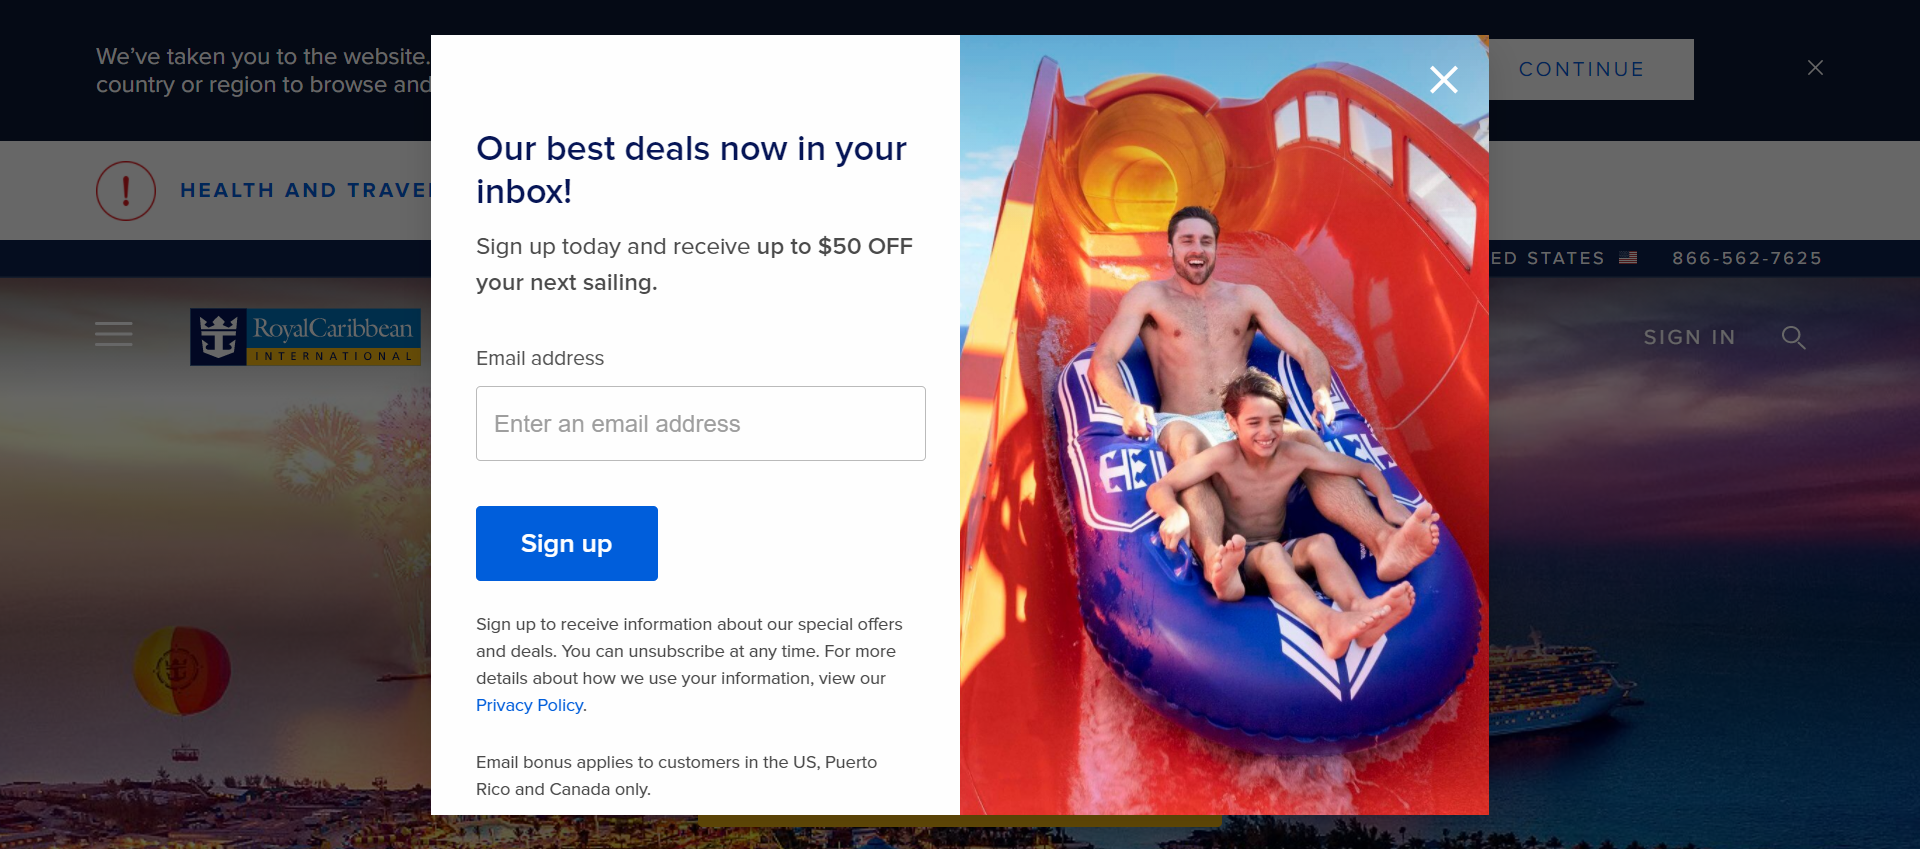 We’ve taken you to the website.
country or region to browse and
CONTINUE
HEALTH AND TRAVEL
ED STATES
866-562-7625
RoyalCaribbean
INTERNATIONAL
SIGN IN
Our best deals now in your
inbox!
Sign up today and receive up to $50 OFF
your next sailing.
Email address
Enter an email address
Sign up
Sign up to receive information about our special offers
and deals. You can unsubscribe at any time. For more
details about how we use your information, view our
Privacy Policy.
Email bonus applies to customers in the US, Puerto
Rico and Canada only.